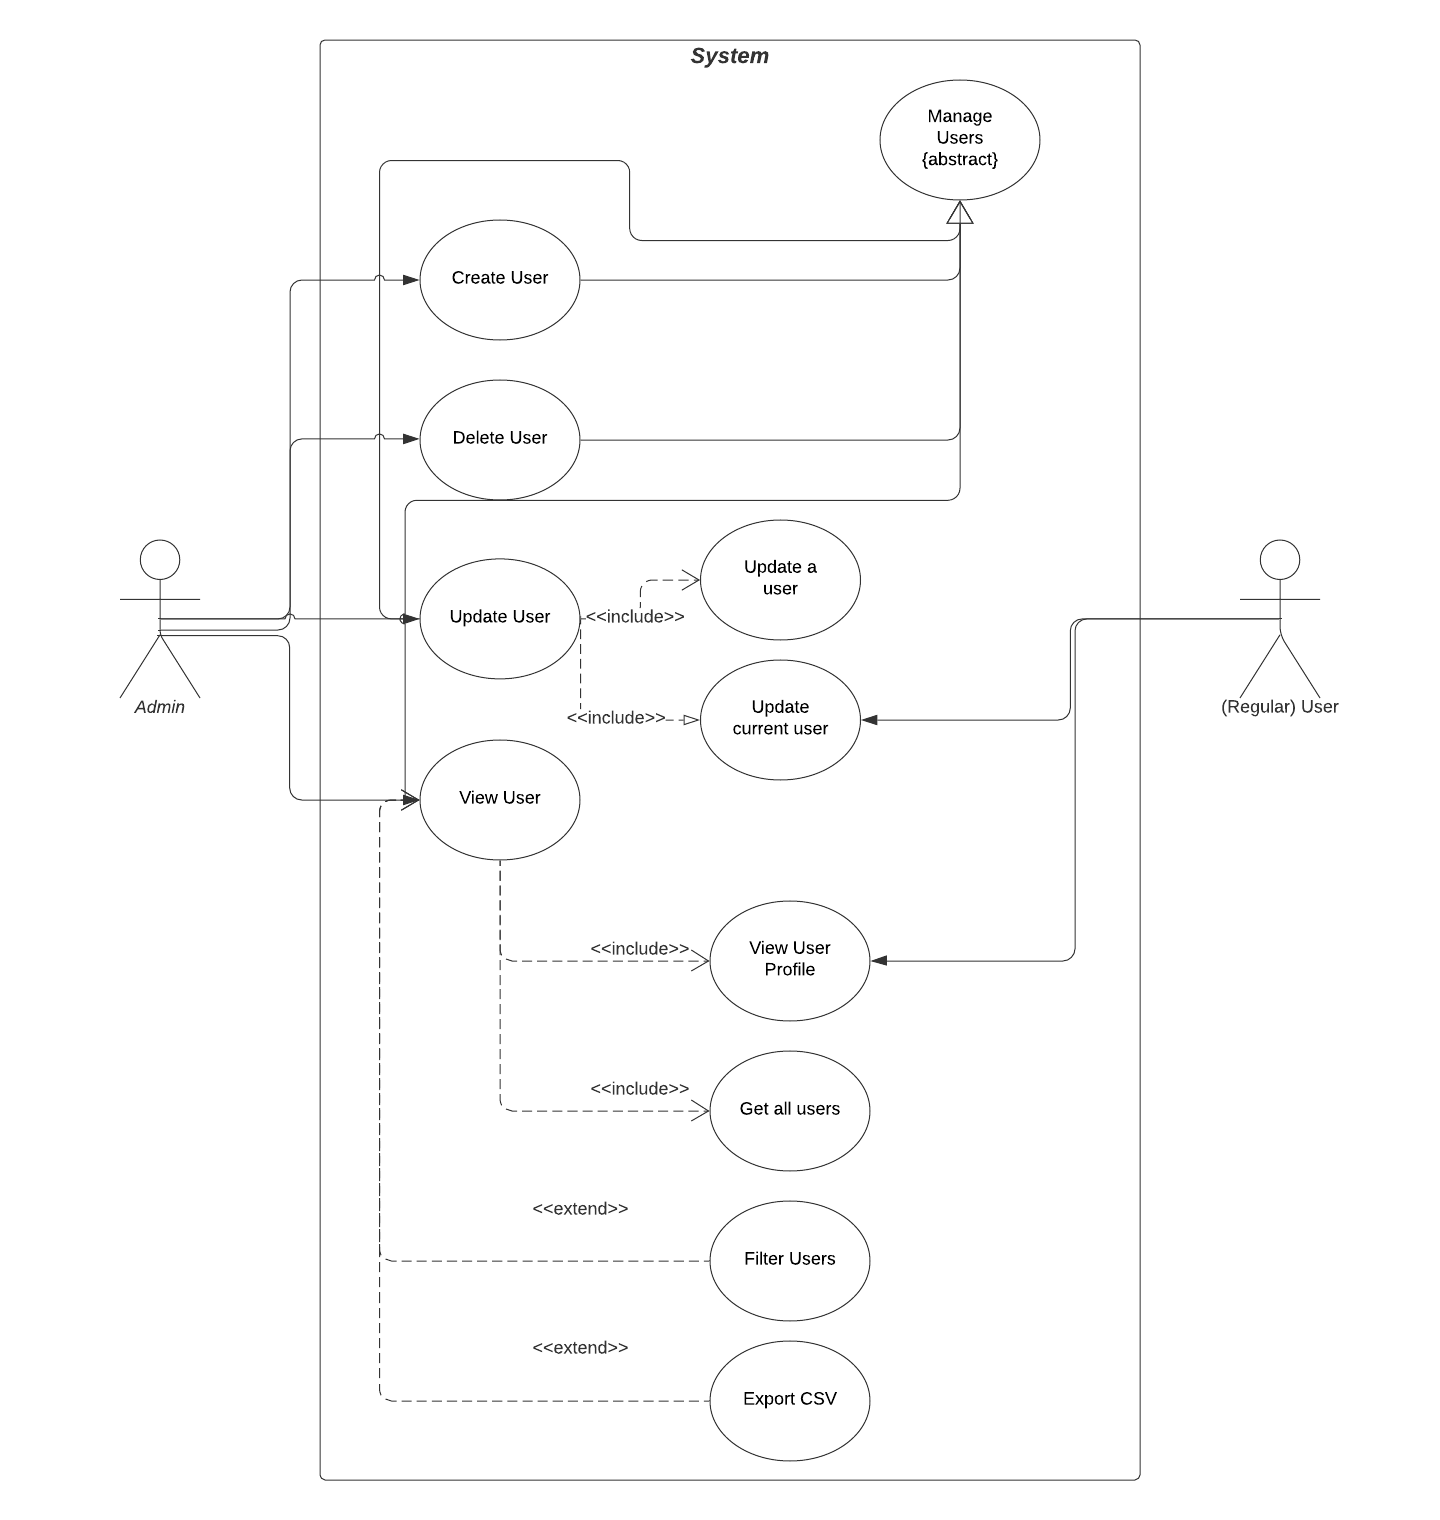 System
Manage
Users
{abstract}
Create User
Delete User
Update a
user
Update User
<<include>>
Admin
(Regular) User
Update
current user
<<include>>
View User
<<include>>
View User
Profile
<<include>>
Get all users
<<extend>>
Filter Users
<<extend>>
Export CSV